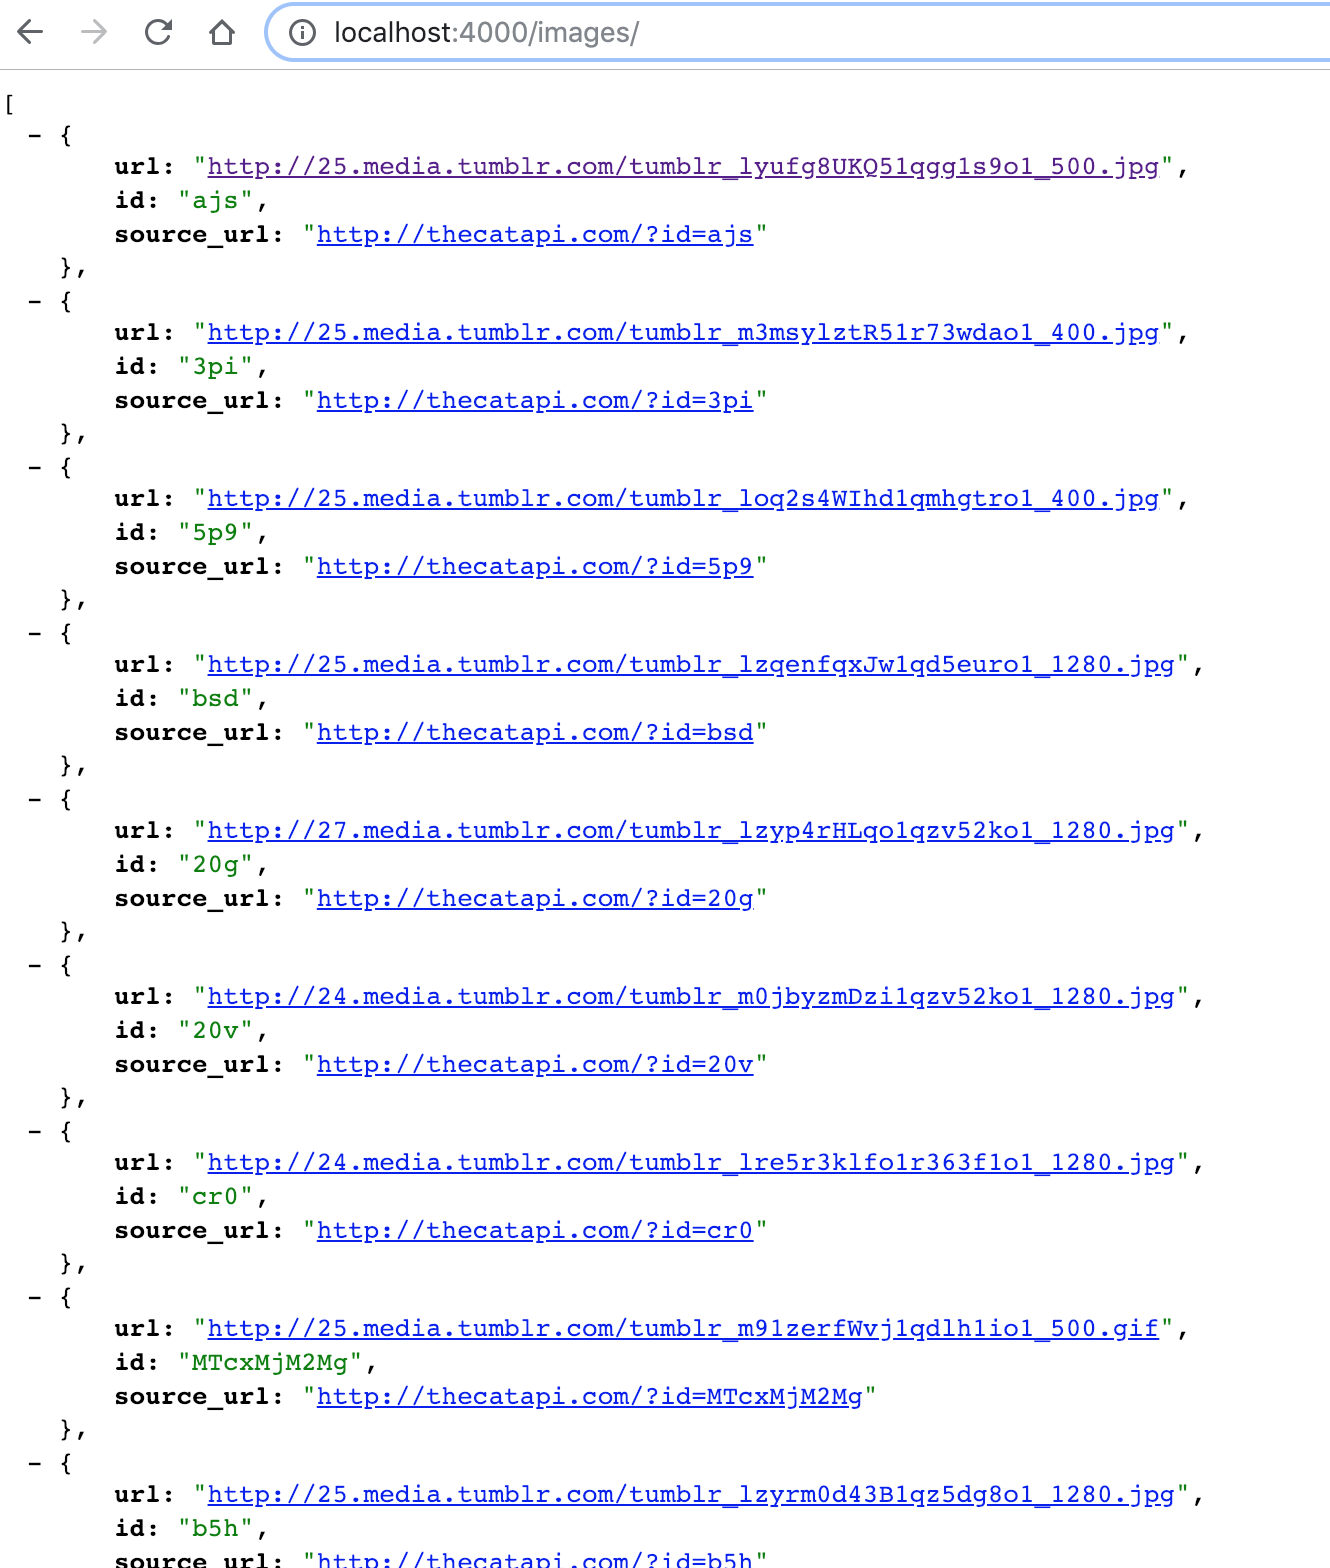 localhost:4000/images/
[
- {
url: "http://25.media.tumblr.com/tumblr_lyufg8UKQ51qgg1s9o1_500.jpg",
id: "ajs",
source_url: "http://thecatapi.com/?id=ajs"
},
- {
url: "http://25.media.tumblr.com/tumblr_m3msylztR51r73wdao1_400.jpg",
id: "3pi",
source_url: "http://thecatapi.com/?id=3pi"
},
- {
url: "http://25.media.tumblr.com/tumblr_loq2s4WIhd1qmhgtro1_400.jpg",
id: "5p9",
source_url: "http://thecatapi.com/?id=5p9"
},
- {
url: "http://25.media.tumblr.com/tumblr_lzqenfqxJw1qd5euro1_1280.jpg",
id: "bsd",
source_url: "http://thecatapi.com/?id=bsd"
},
- {
url: "http://27.media.tumblr.com/tumblr_lzyp4rHLqo1qzv52ko1_1280.jpg",
id: "20g",
source_url: "http://thecatapi.com/?id=20g"
},
- {
url: "http://24.media.tumblr.com/tumblr_m0jbyzmDzi1qzv52ko1_1280.jpg",
id: "20v",
source_url: "http://thecatapi.com/?id=20v"
},
- {
url: "http://24.media.tumblr.com/tumblr_lre5r3klfo1r363f1o1_1280.jpg",
id: "cr0",
source_url: "http://thecatapi.com/?id=cr0"
},
- {
url: "http://25.media.tumblr.com/tumblr_m91zerfWvj1qdlh1io1_500.gif",
id: "MTcxMjM2Mg",
source_url: "http://thecatapi.com/?id=MTcxMjM2Mg"
},
- {
url: "http://25.media.tumblr.com/tumblr_lzyrm0d43B1qz5dg8o1_1280.jpg",
id: "b5h",
source_url: "http://thecatapi.com/?id=b5h"